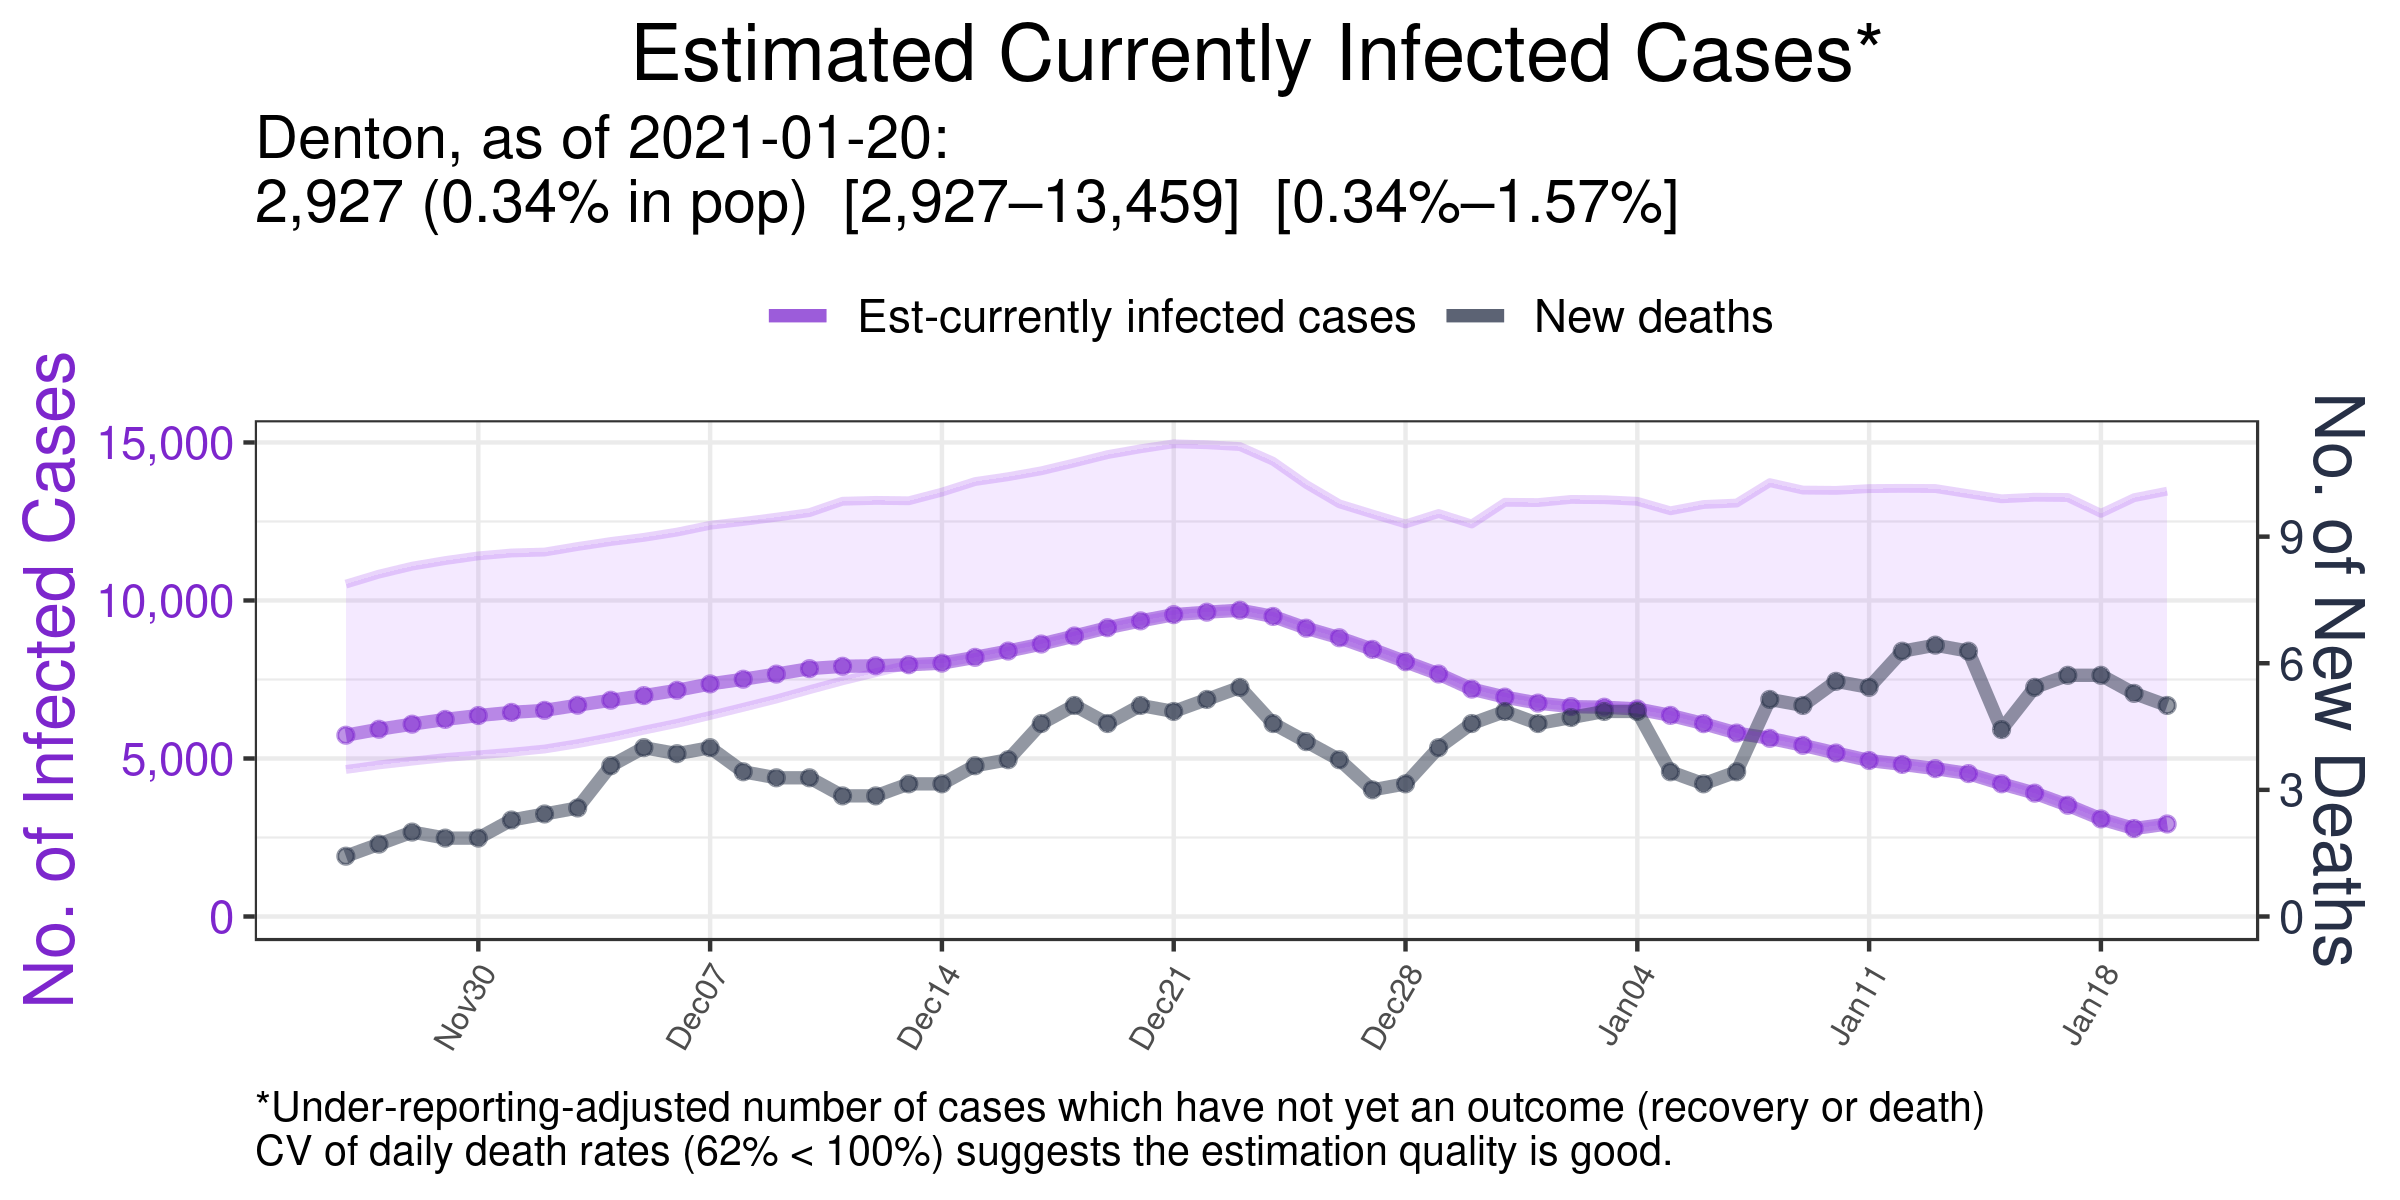 Estimated Currently Infected Cases*
Denton, as of 2021-01-20:
2,927 (0.34% in pop)  [2,927–13,459]  [0.34%–1.57%]
Est-currently infected cases
New deaths
No. of Infected Cases
15,000
10,000
5,000
0
No. of New Deaths
9
6
3
0
Nov30
Dec07
Dec14
Dec21
Dec28
Jan04
Jan11
Jan18
*Under-reporting-adjusted number of cases which have not yet an outcome (recovery or death)
CV of daily death rates (62% < 100%) suggests the estimation quality is good.